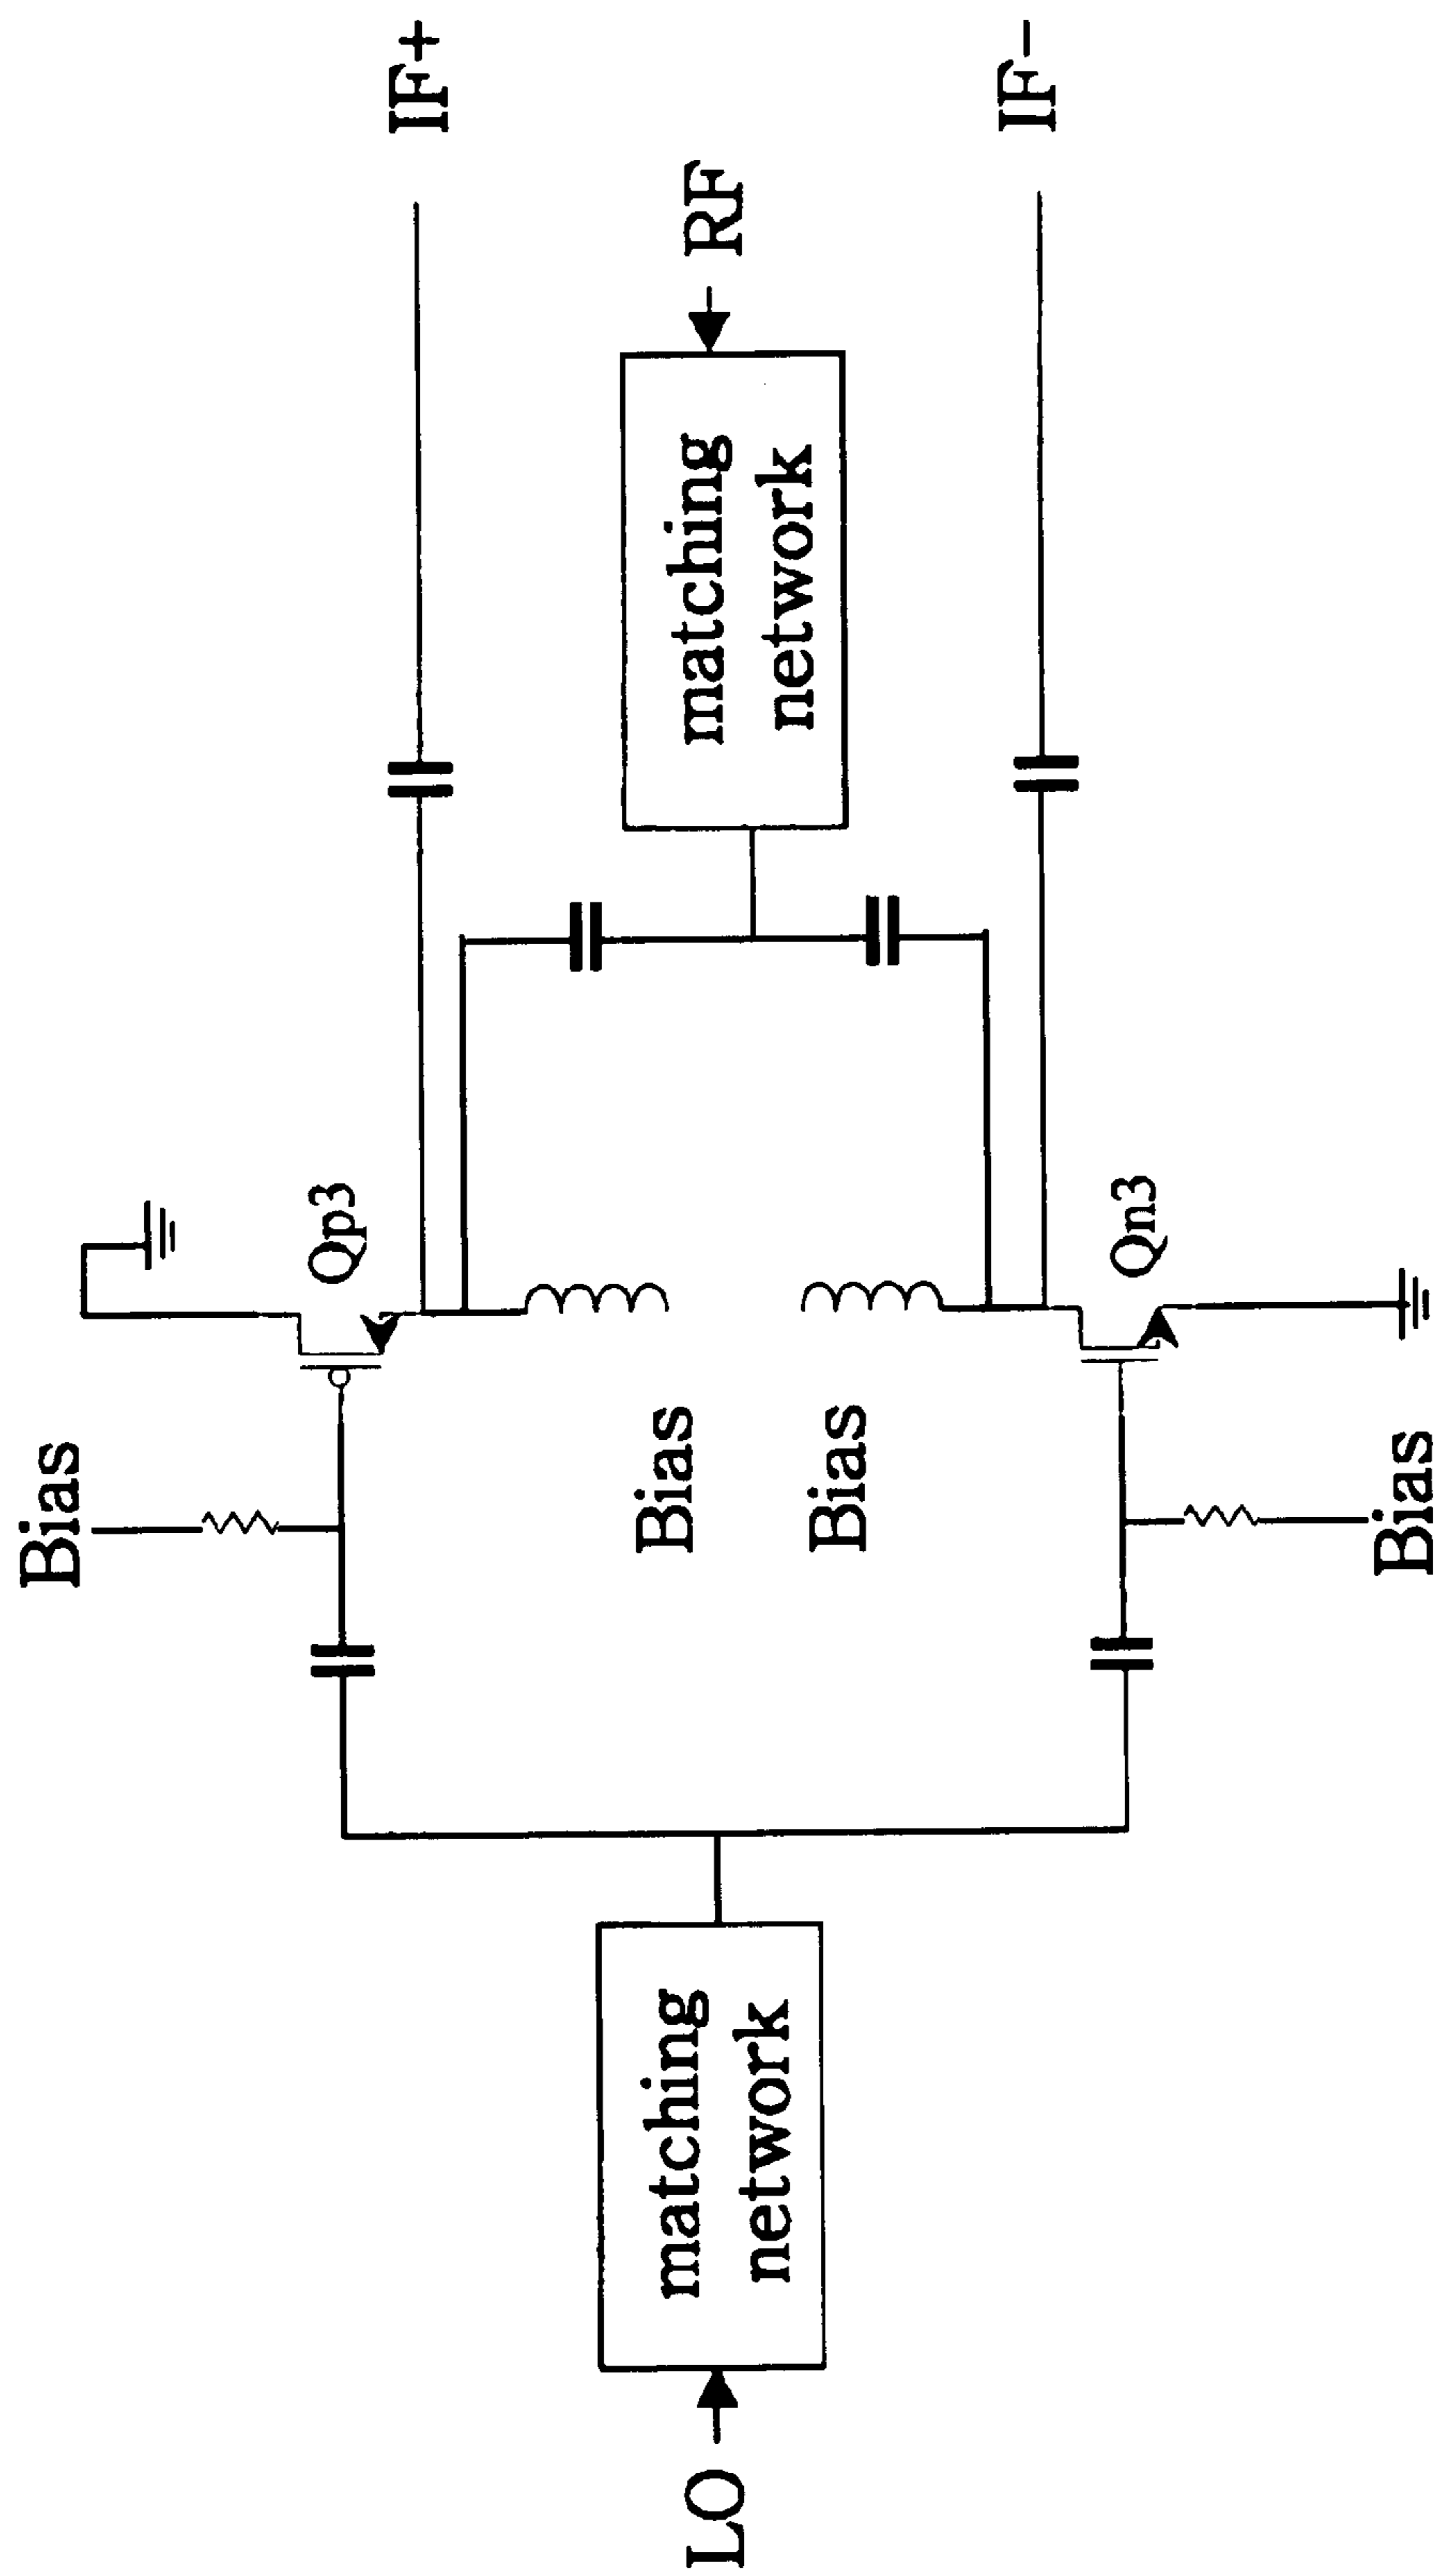 Bias
Qp3
IF+
LO
matching
network
Bias
Bias
matching
network
RF
Qn3
IF−
Bias